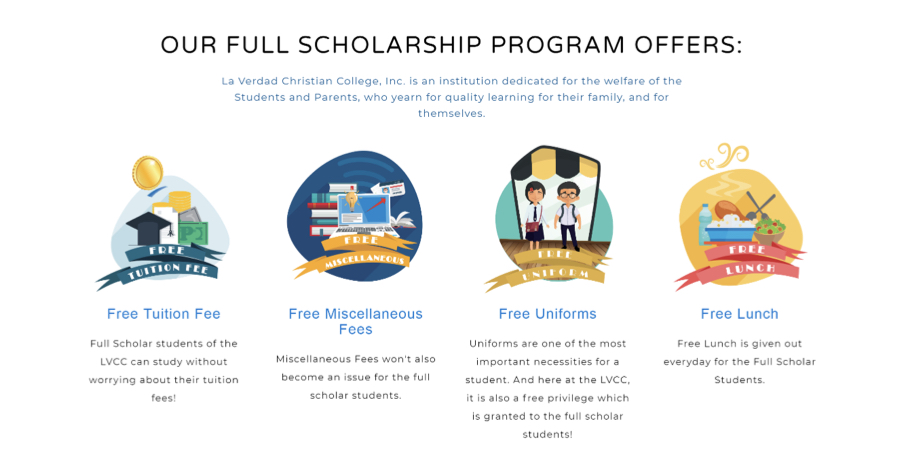 OUR FULL SCHOLARSHIP PROGRAM OFFERS:
La Verdad Christian College, Inc. is an institution dedicated for the welfare of the
Students and Parents, who yearn for quality learning for their family, and for
themselves.
FREE
TUITION FEE
Free Tuition Fee
Full Scholar students of the
LVCC can study without
worrying about their tuition
fees!
FREE
MISCELLANEOUS
Free Miscellaneous
Fees
Miscellaneous Fees won't also
become an issue for the full
scholar students.
FREE
UNIFORM
Free Uniforms
Uniforms are one of the most
important necessities for a
student. And here at the LVCC,
it is also a free privilege which
is granted to the full scholar
students!
FREE
LUNCH
Free Lunch
Free Lunch is given out
everyday for the Full Scholar
Students.